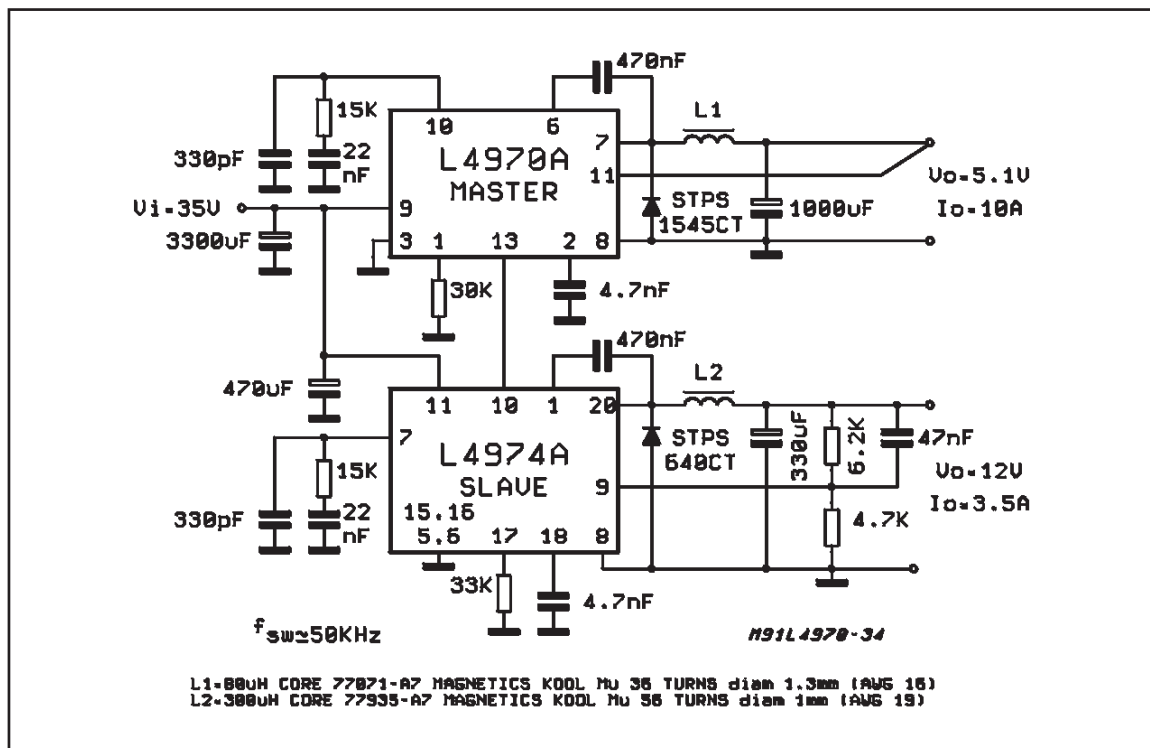 470nF
15K
10
6
L1
330pF
22
nF
L4970A
MASTER
7
11
Vo=5.1V
Vi=35V
9
STPS
1545CT
1000uF
Io=10A
3300uF
3
1
13
2
8
30K
4.7nF
470nF
L2
470uF
11
10
1
20
7
L4974A
SLAVE
STPS
640CT
330uF
6.2K
47nF
15K
9
Vo=12V
Io=3.5A
330pF
22
nF
15.16
5.6
17
18
8
4.7K
33K
4.7nF
fsw≃50KHz
M91L4970-34
L1=80uH CORE 77071-A7 MAGNETICS KOOL Mu 36 TURNS diam 1.3mm (AWG 16)
L2=300uH CORE 77935-A7 MAGNETICS KOOL Mu 56 TURNS diam 1mm (AWG 19)